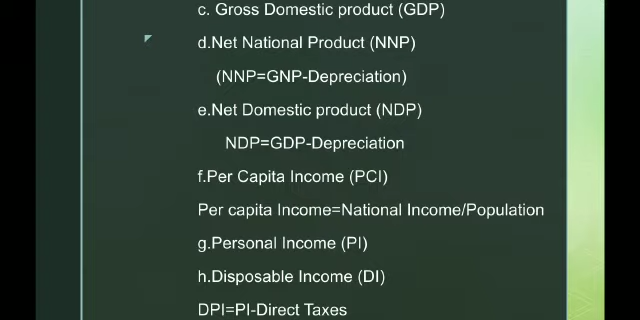 c. Gross Domestic product (GDP)
d.Net National Product (NNP)
(NNP=GNP-Depreciation)
e.Net Domestic product (NDP)
NDP=GDP-Depreciation
f.Per Capita Income (PCI)
Per capita Income=National Income/Population
g.Personal Income (PI)
h.Disposable Income (DI)
DPI=PI-Direct Taxes